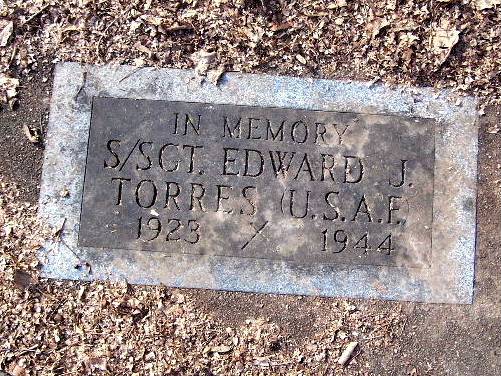 IN MEMORY
S/SGT. EDWARD J.
TORRES (U.S.A.F.)
1923 / 1944